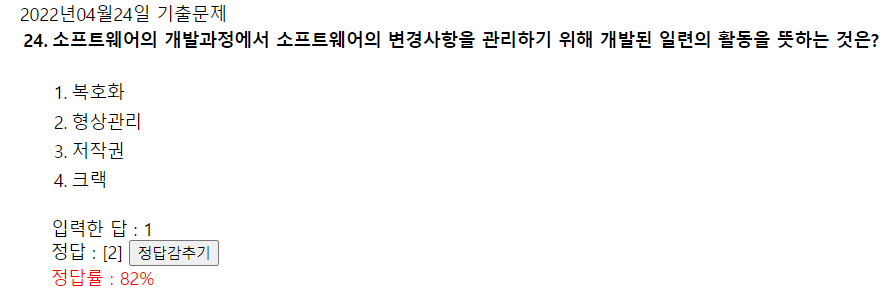 2022년04월24일 기출문제
24. 소프트웨어의 개발과정에서 소프트웨어의 변경사항을 관리하기 위해 개발된 일련의 활동을 뜻하는 것은?
1. 복호화
2. 형상관리
3. 저작권
4. 크랙
입력한 답 : 1
정답 : [2] 정답감추기
정답률 : 82%